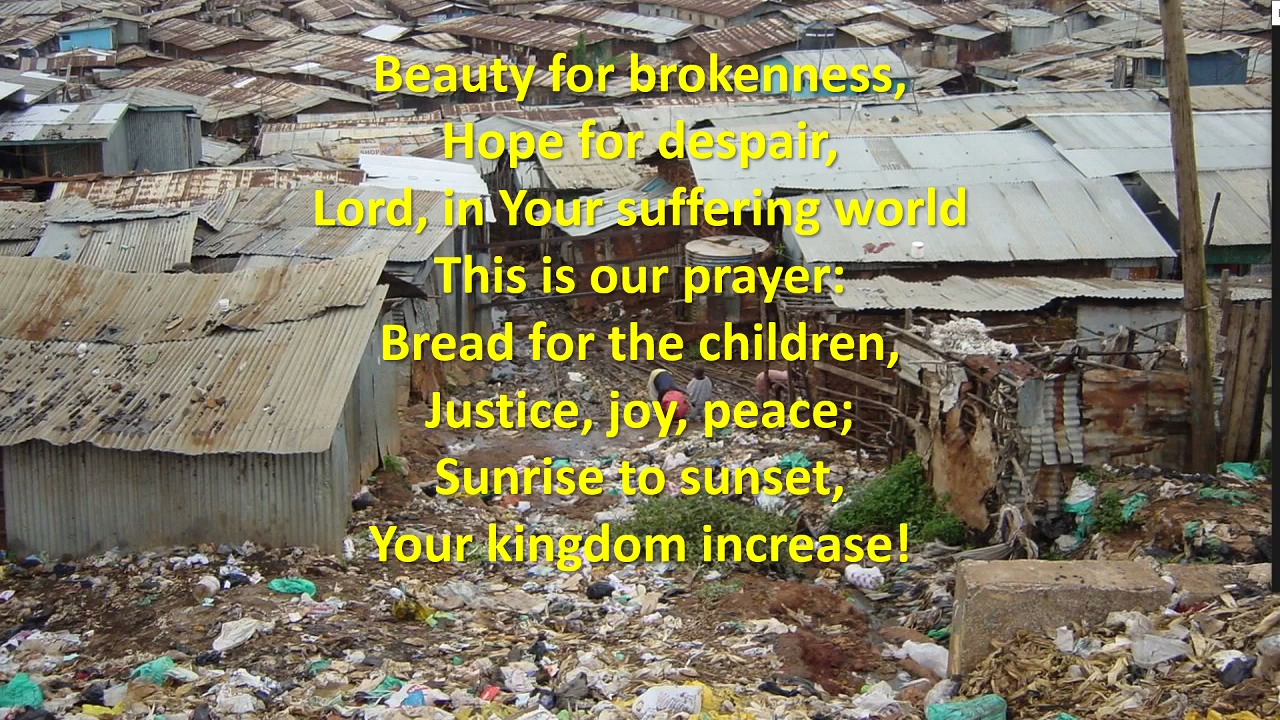 Beauty for brokenness,
Hope for despair,
Lord, in Your suffering world
This is our prayer:
Bread for the children,
Justice, joy, peace;
Sunrise to sunset,
Your kingdom increase!